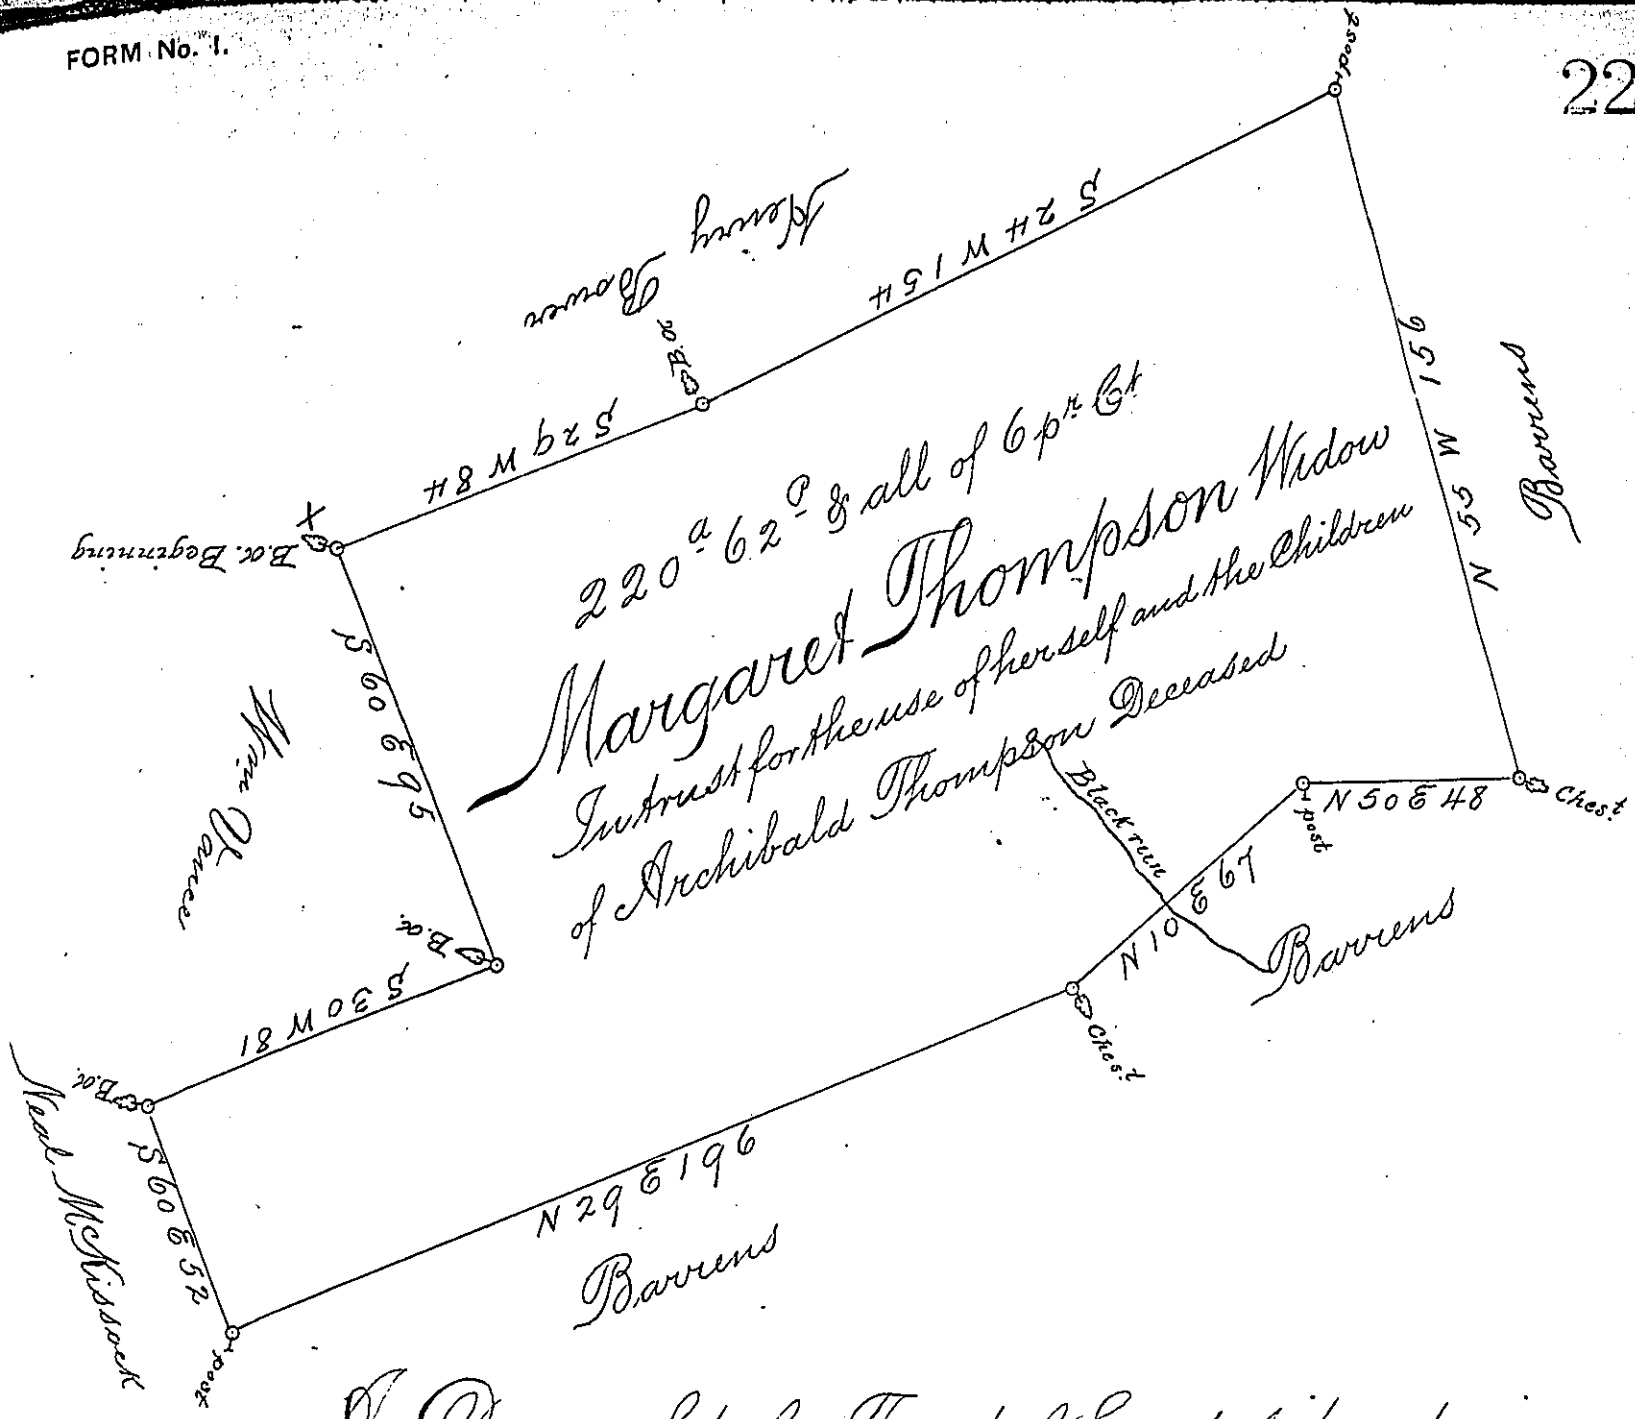 FORM No. 1.
22
post
S 24 W 154
Henry Bower
B.o.
S 29 W 84
X
B.o. Beginning
S 60 E 95
Wm Vance
B.o.
S 30 W 81
B.o.
S 60 E 52
Neal McKissock
post
N 29 E 196
Barrens
Chest
N 10 E 67
Black run
Barrens
post
N 50 E 48
Chest
N 55 W 156
Barrens
220 a 62 p & all of 6 p r Ct
Margaret Thompson Widow
In trust for the use of herself and the Children
of Archibald Thompson Deceased